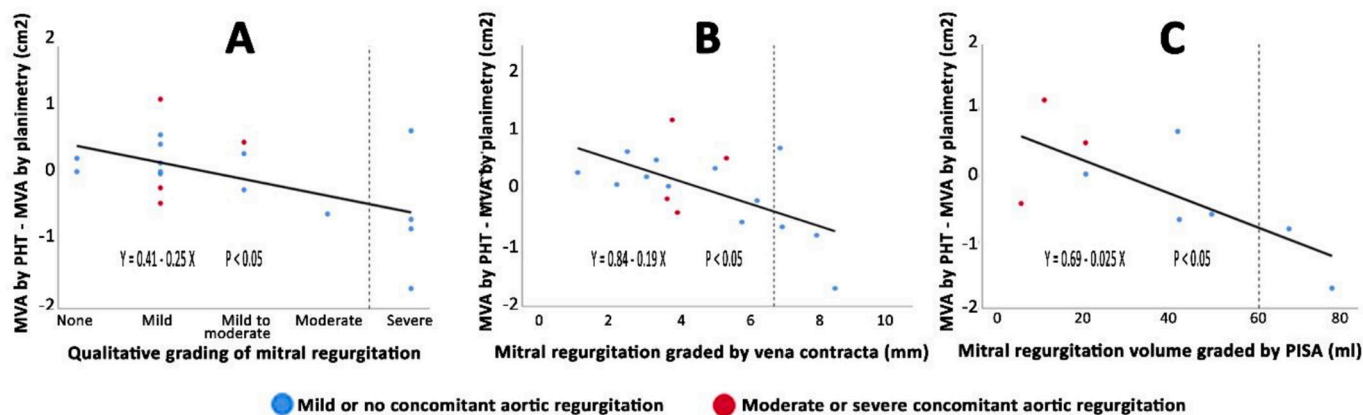 A
MVA by PHT - MVA by planimetry (cm2)
2
1
0
-1
-2
Y = 0.41 - 0.25 X P < 0.05
None Mild Mild to moderate Moderate Severe
Qualitative grading of mitral regurgitation
B
MVA by PHT - MVA by planimetry (cm2)
2
1
0
-1
-2
Y = 0.84 - 0.19 X P < 0.05
0 2 4 6 8 10
Mitral regurgitation graded by vena contracta (mm)
C
MVA by PHT - MVA by planimetry (cm2)
2
1
0
-1
-2
Y = 0.69 - 0.025 X P < 0.05
0 20 40 60 80
Mitral regurgitation volume graded by PISA (ml)
Mild or no concomitant aortic regurgitation
Moderate or severe concomitant aortic regurgitation